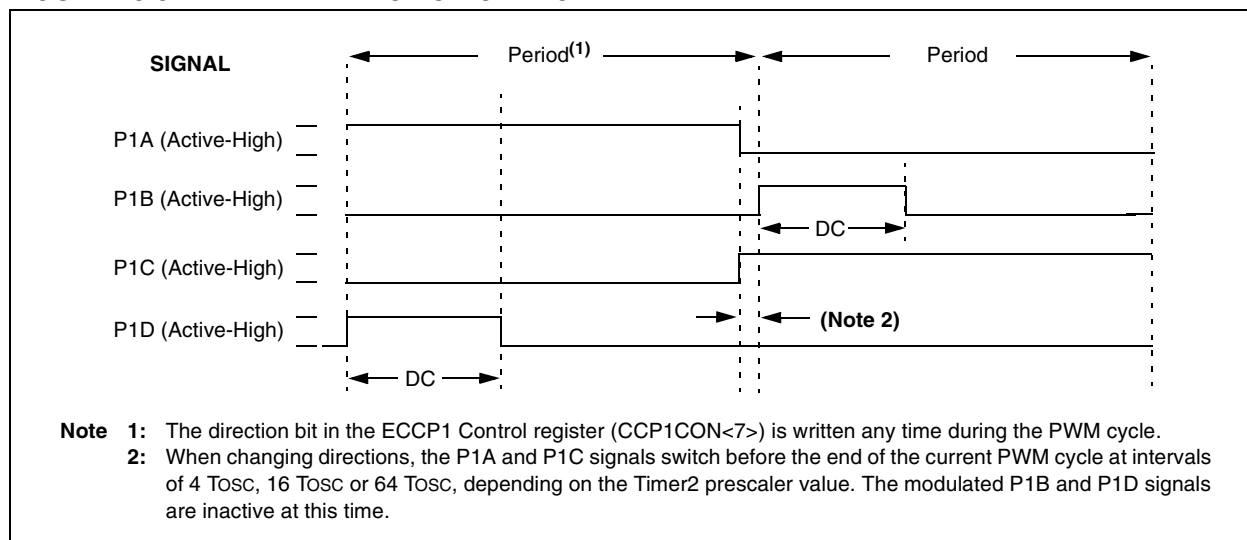 SIGNAL
Period(1)
Period
P1A (Active-High)
P1B (Active-High)
DC
P1C (Active-High)
P1D (Active-High)
(Note 2)
DC
Note 1: The direction bit in the ECCP1 Control register (CCP1CON<7>) is written any time during the PWM cycle.
2: When changing directions, the P1A and P1C signals switch before the end of the current PWM cycle at intervals
of 4 TOSC, 16 TOSC or 64 TOSC, depending on the Timer2 prescaler value. The modulated P1B and P1D signals
are inactive at this time.